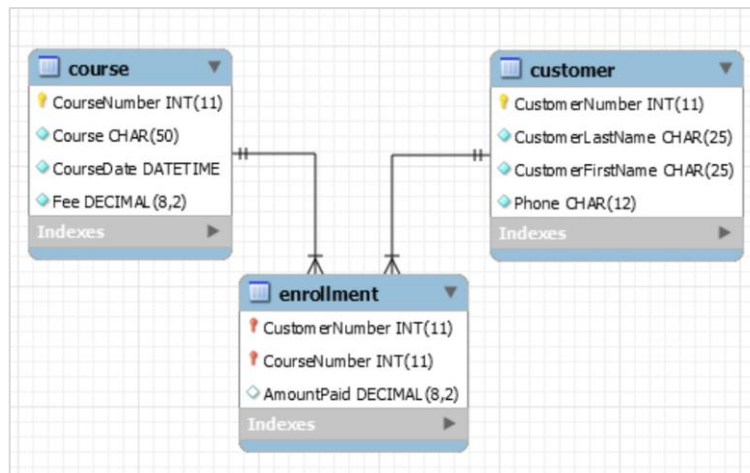 course
CourseNumber INT(11)
Course CHAR(50)
CourseDate DATETIME
Fee DECIMAL(8,2)
Indexes
customer
CustomerNumber INT(11)
CustomerLastName CHAR(25)
CustomerFirstName CHAR(25)
Phone CHAR(12)
Indexes
enrollment
CustomerNumber INT(11)
CourseNumber INT(11)
AmountPaid DECIMAL(8,2)
Indexes